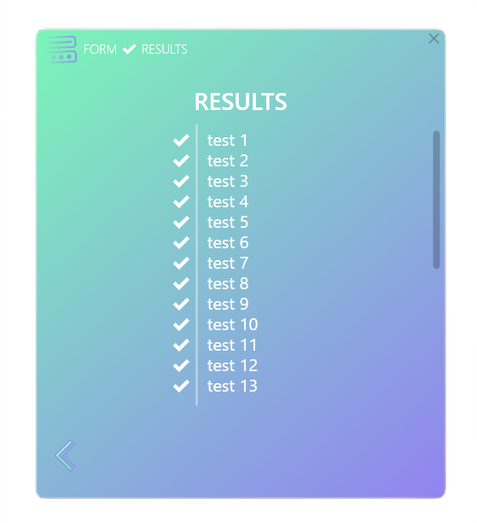 FORM ✔ RESULTS
RESULTS
✔ test 1
✔ test 2
✔ test 3
✔ test 4
✔ test 5
✔ test 6
✔ test 7
✔ test 8
✔ test 9
✔ test 10
✔ test 11
✔ test 12
✔ test 13